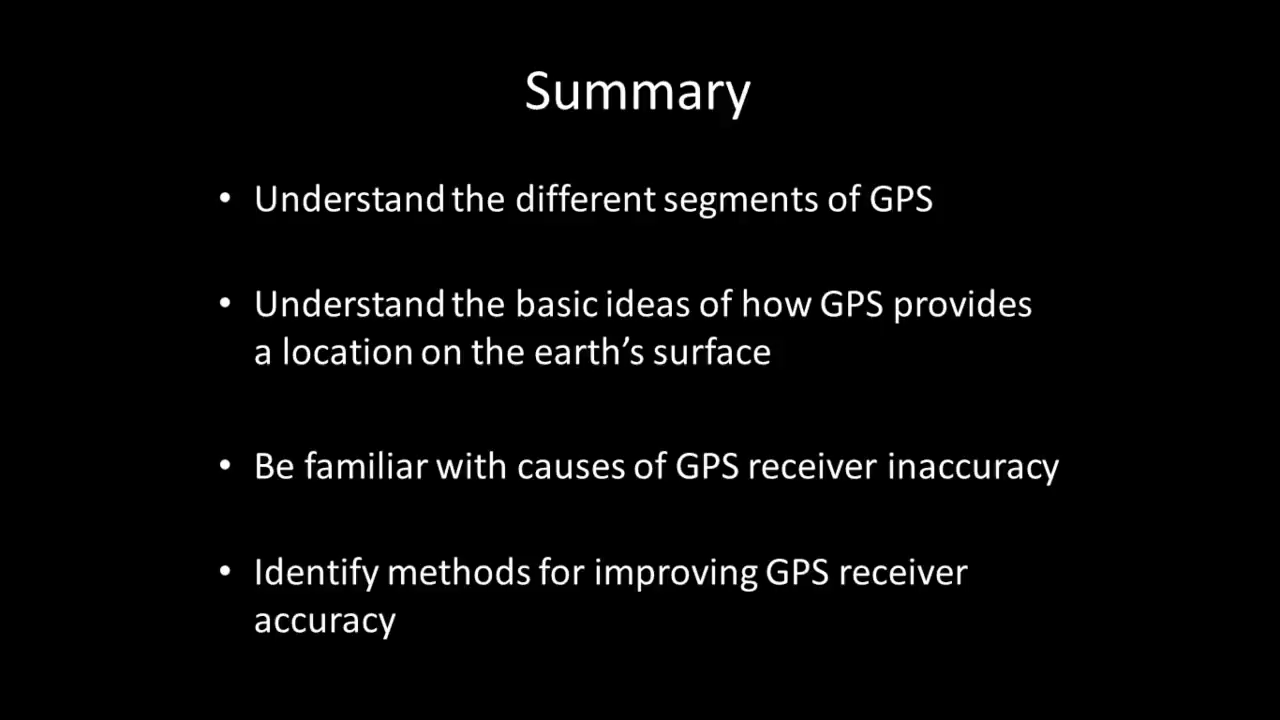 Summary
• Understand the different segments of GPS
• Understand the basic ideas of how GPS provides
a location on the earth’s surface
• Be familiar with causes of GPS receiver inaccuracy
• Identify methods for improving GPS receiver
accuracy